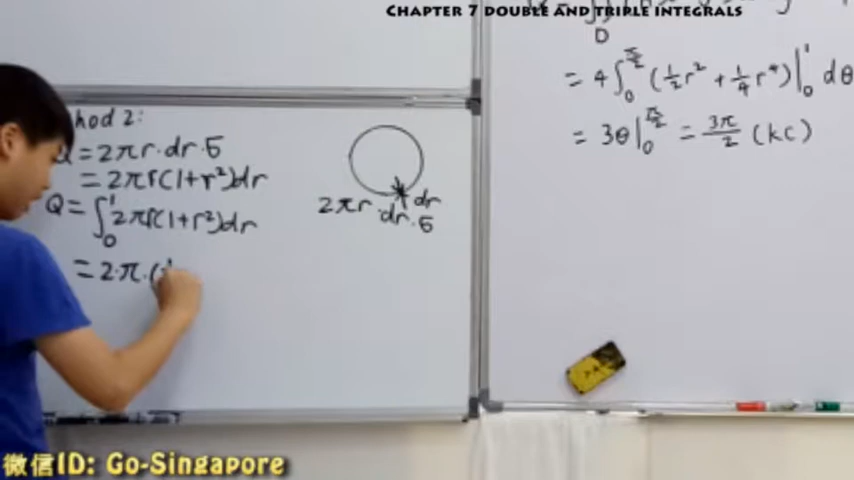 CHAPTER 7 DOUBLE AND TRIPLE INTEGRALS
hod 2:
Q = 2πr·dr·δ
= 2πr(1+r²)dr
Q = ∫₀¹ 2πr(1+r²)dr
= 2·π·(
dr
2πr·dr·δ
D
= 4∫₀^(π/2) (½r² + ¼r⁴)|₀¹ dθ
= 3θ|₀^(π/2) = 3π/2 (kC)
微信ID: Go-Singapore